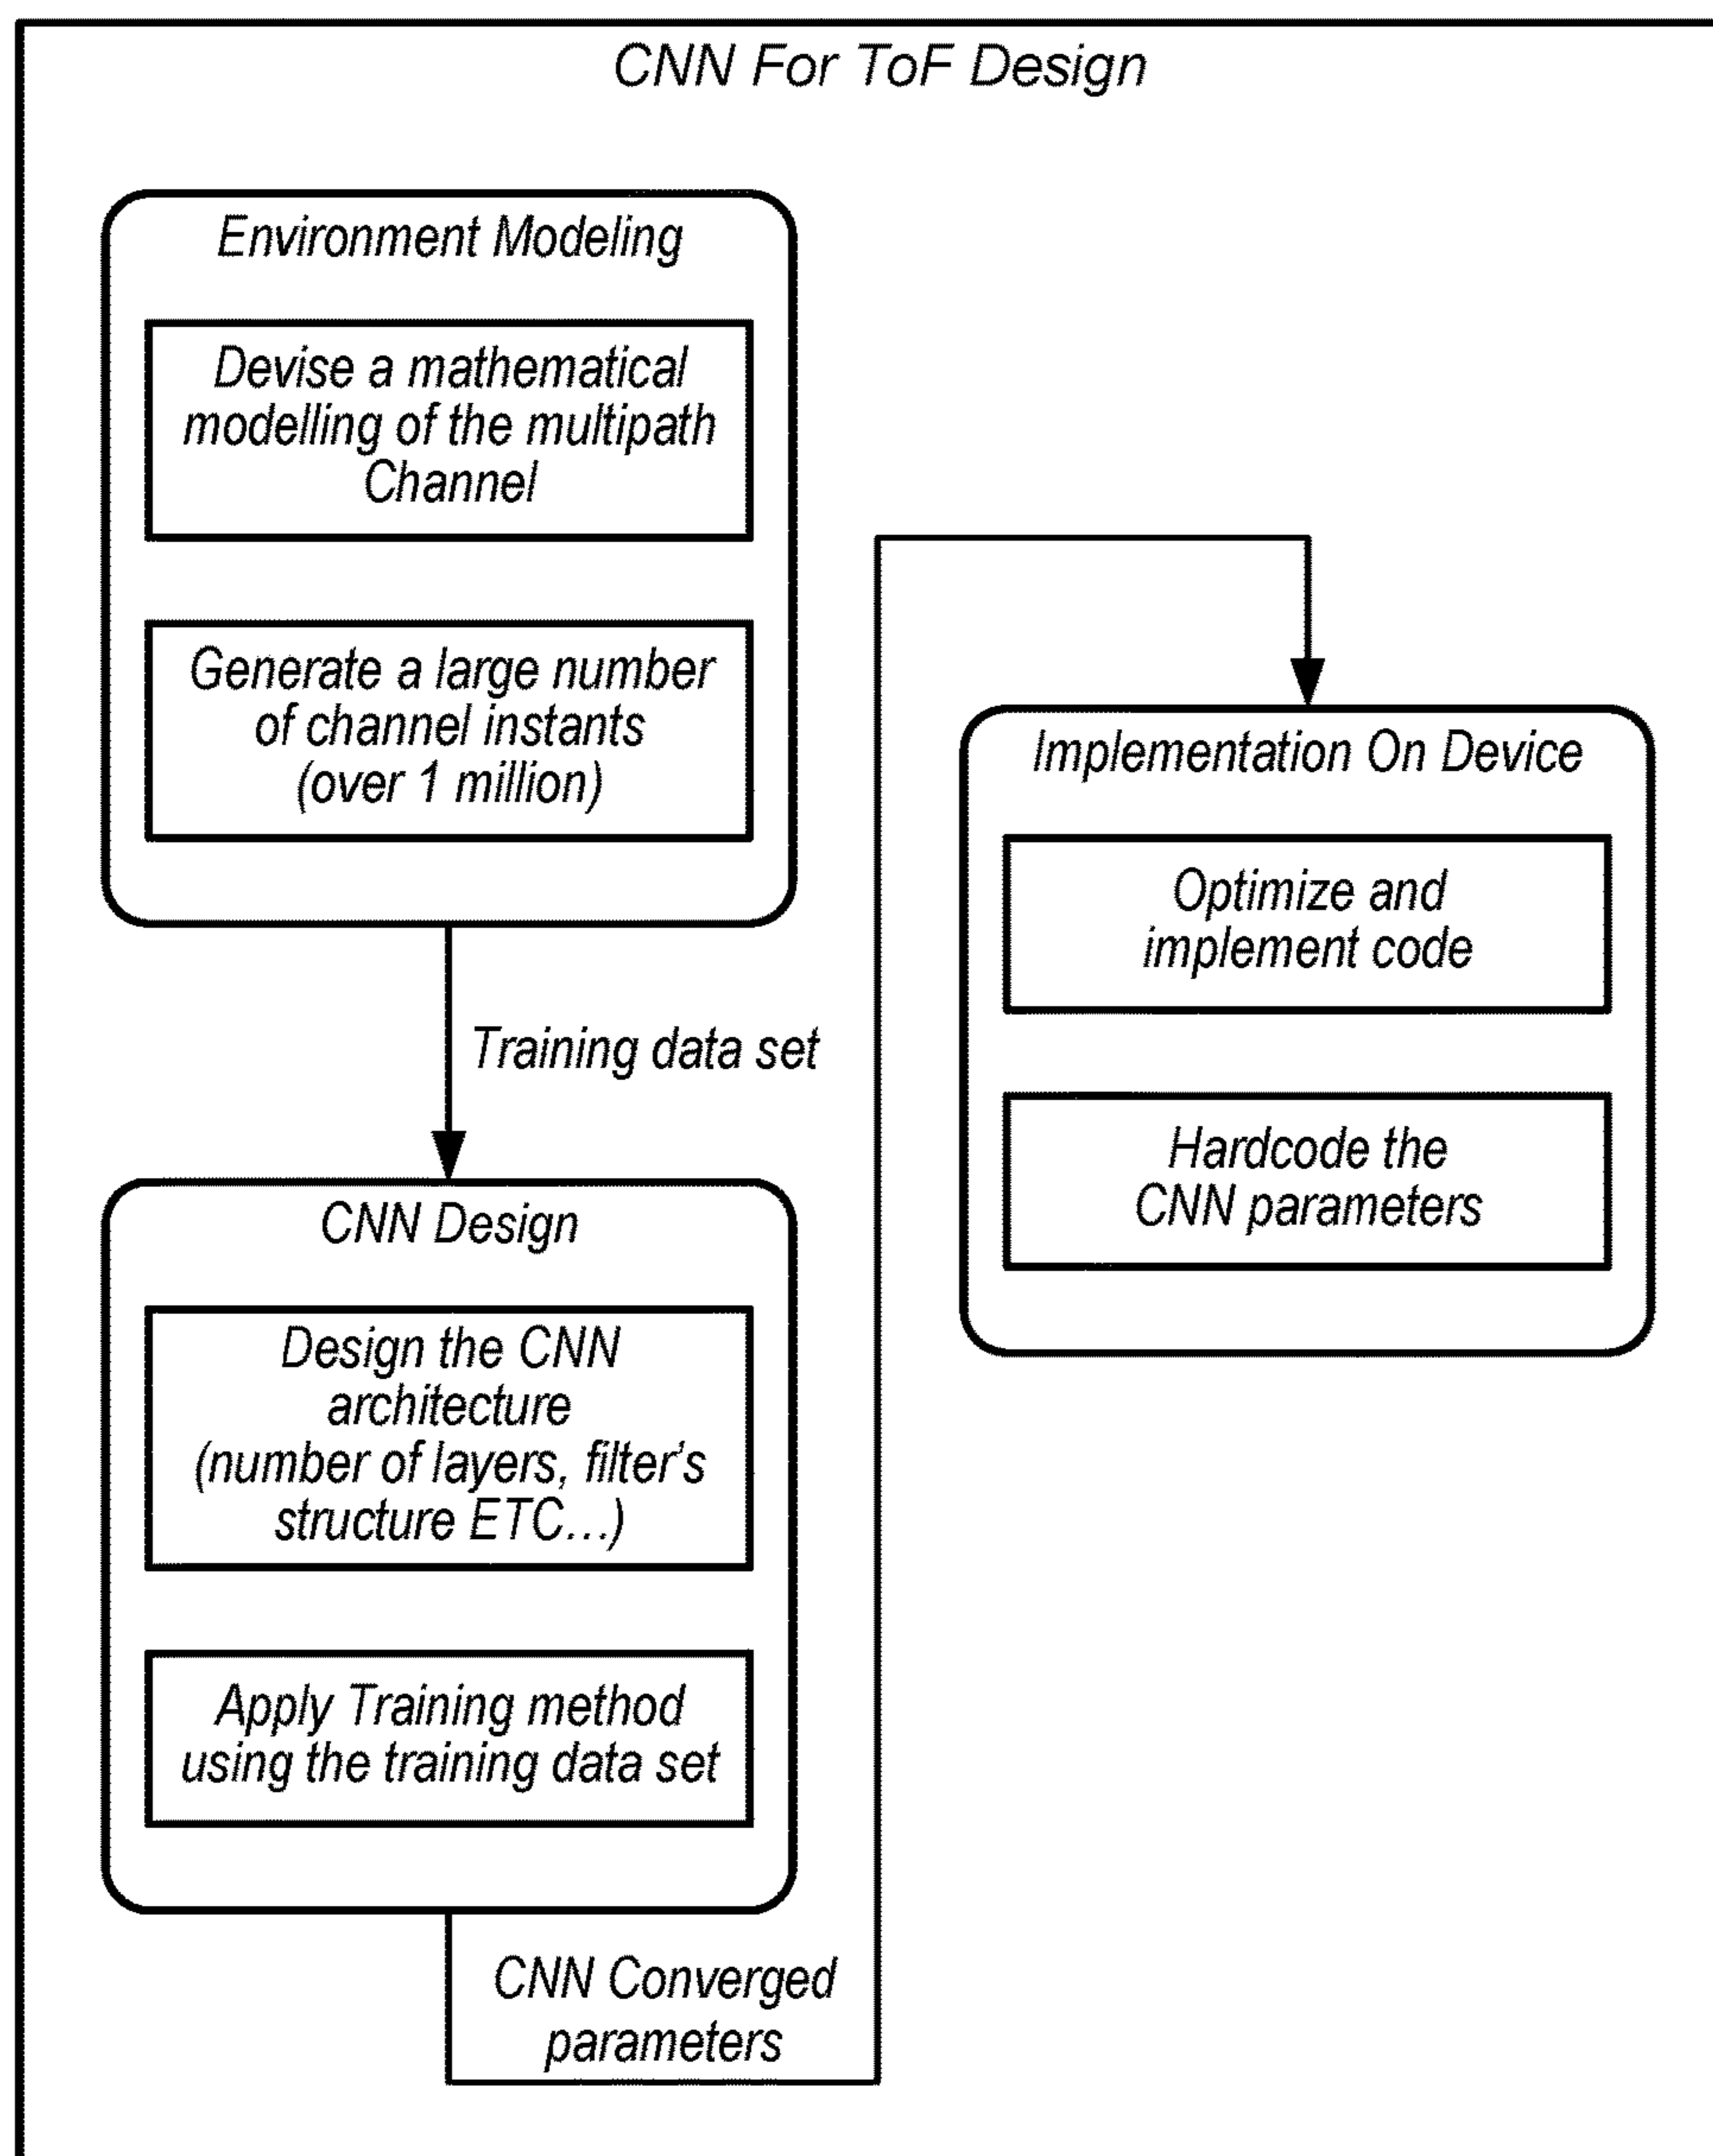 CNN For ToF Design
Environment Modeling
Devise a mathematical
modelling of the multipath
Channel
Generate a large number
of channel instants
(over 1 million)
Training data set
CNN Design
Design the CNN
architecture
(number of layers, filter’s
structure ETC...)
Apply Training method
using the training data set
CNN Converged
parameters
Implementation On Device
Optimize and
implement code
Hardcode the
CNN parameters